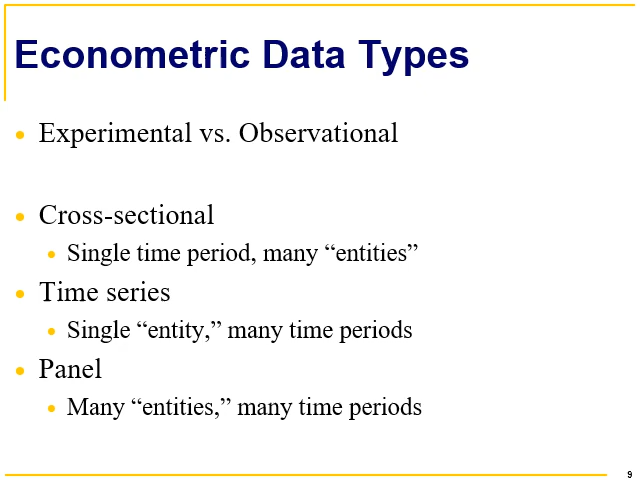 Econometric Data Types
Experimental vs. Observational
Cross-sectional
Single time period, many “entities”
Time series
Single “entity,” many time periods
Panel
Many “entities,” many time periods
9